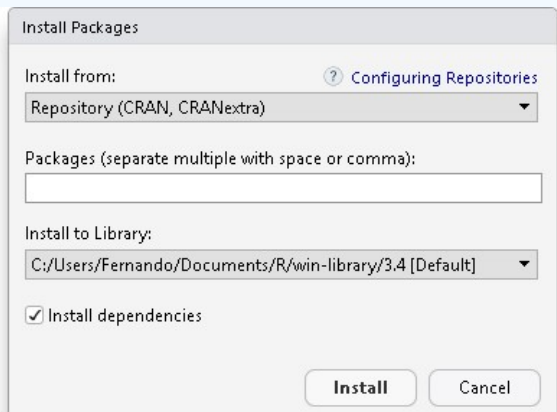 Install Packages
Install from:
? Configuring Repositories
Repository (CRAN, CRANextra)
Packages (separate multiple with space or comma):
Install to Library:
C:/Users/Fernando/Documents/R/win-library/3.4 [Default]
Install dependencies
Install Cancel